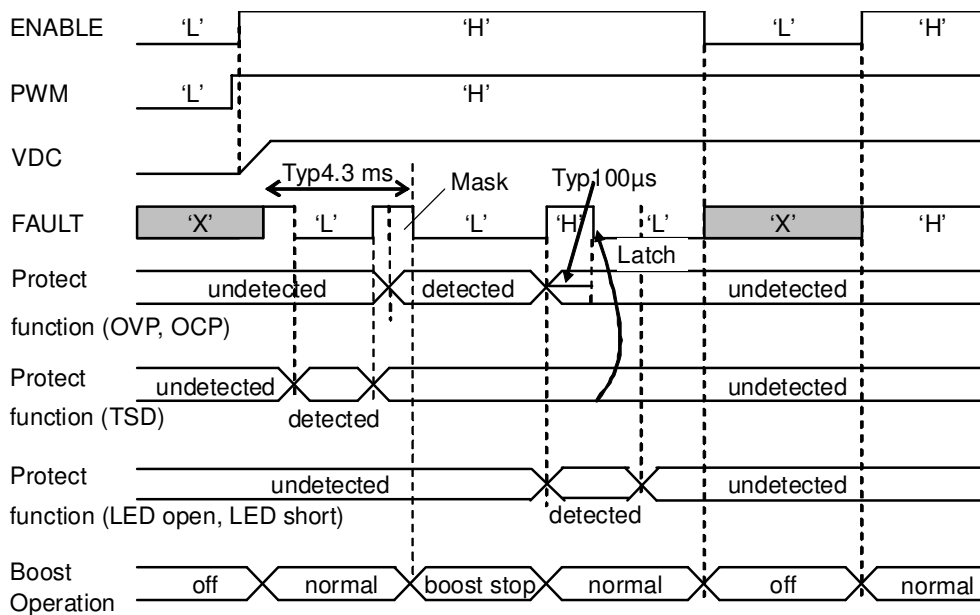 ENABLE ‘L’ ‘H’ ‘L’ ‘H’
PWM ‘L’ ‘H’
VDC
Typ4.3 ms Mask Typ100µs
FAULT ‘X’ ‘L’ ‘L’ ‘H’ ‘L’ ‘X’ ‘H’
Latch
Protect undetected detected undetected
function (OVP, OCP)
Protect undetected undetected
function (TSD) detected
Protect undetected undetected
function (LED open, LED short) detected
Boost off normal boost stop normal off normal
Operation